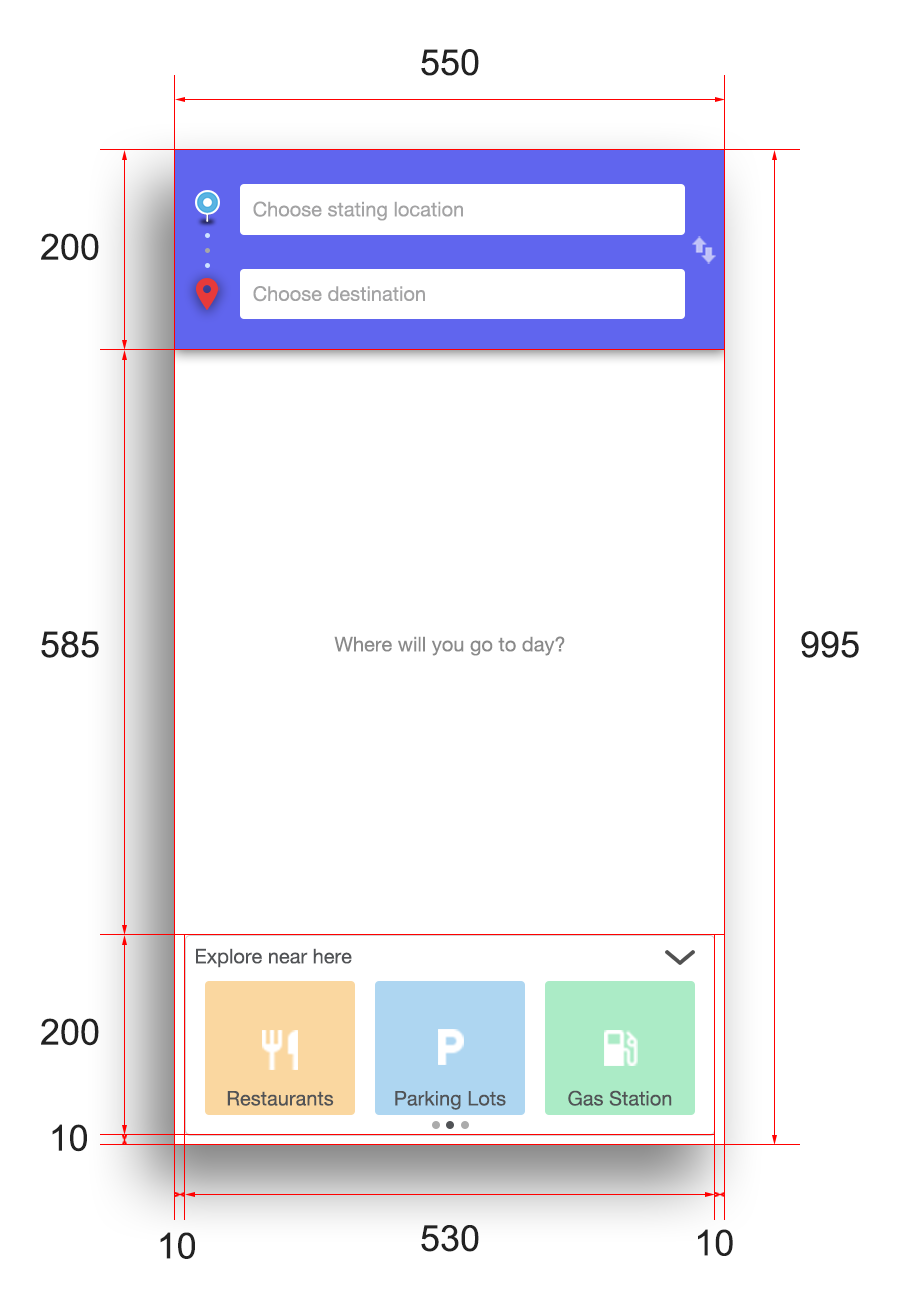 550
200
Choose stating location
Choose destination
585
Where will you go to day?
995
Explore near here
200
P
Restaurants
Parking Lots
Gas Station
10
10
530
10